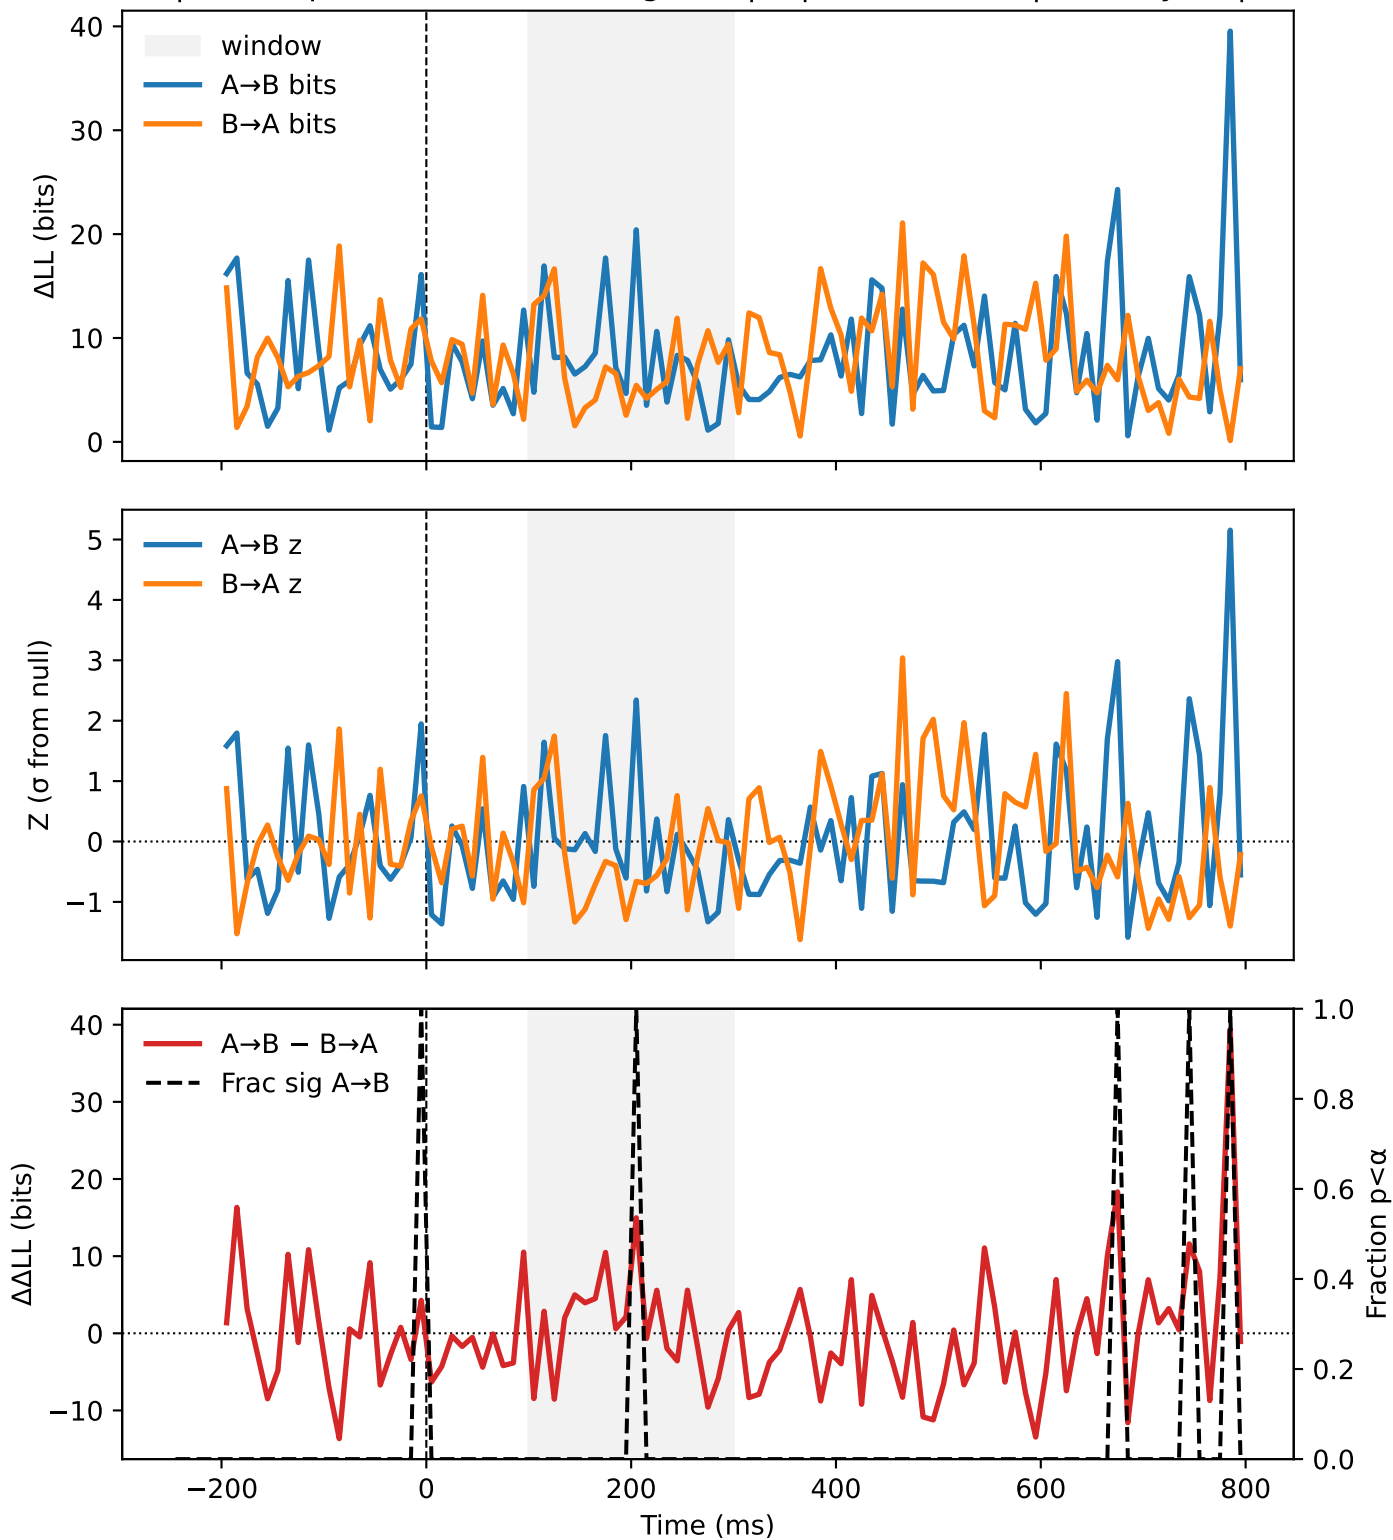 40
30
20
10
0
ΔLL (bits)
window
A→B bits
B→A bits
5
4
3
2
1
0
−1
Z (σ from null)
A→B z
B→A z
40
30
20
10
0
−10
ΔΔLL (bits)
A→B − B→A
Frac sig A→B
1.0
0.8
0.6
0.4
0.2
0.0
Fraction p<α
−200 0 200 400 600 800
Time (ms)